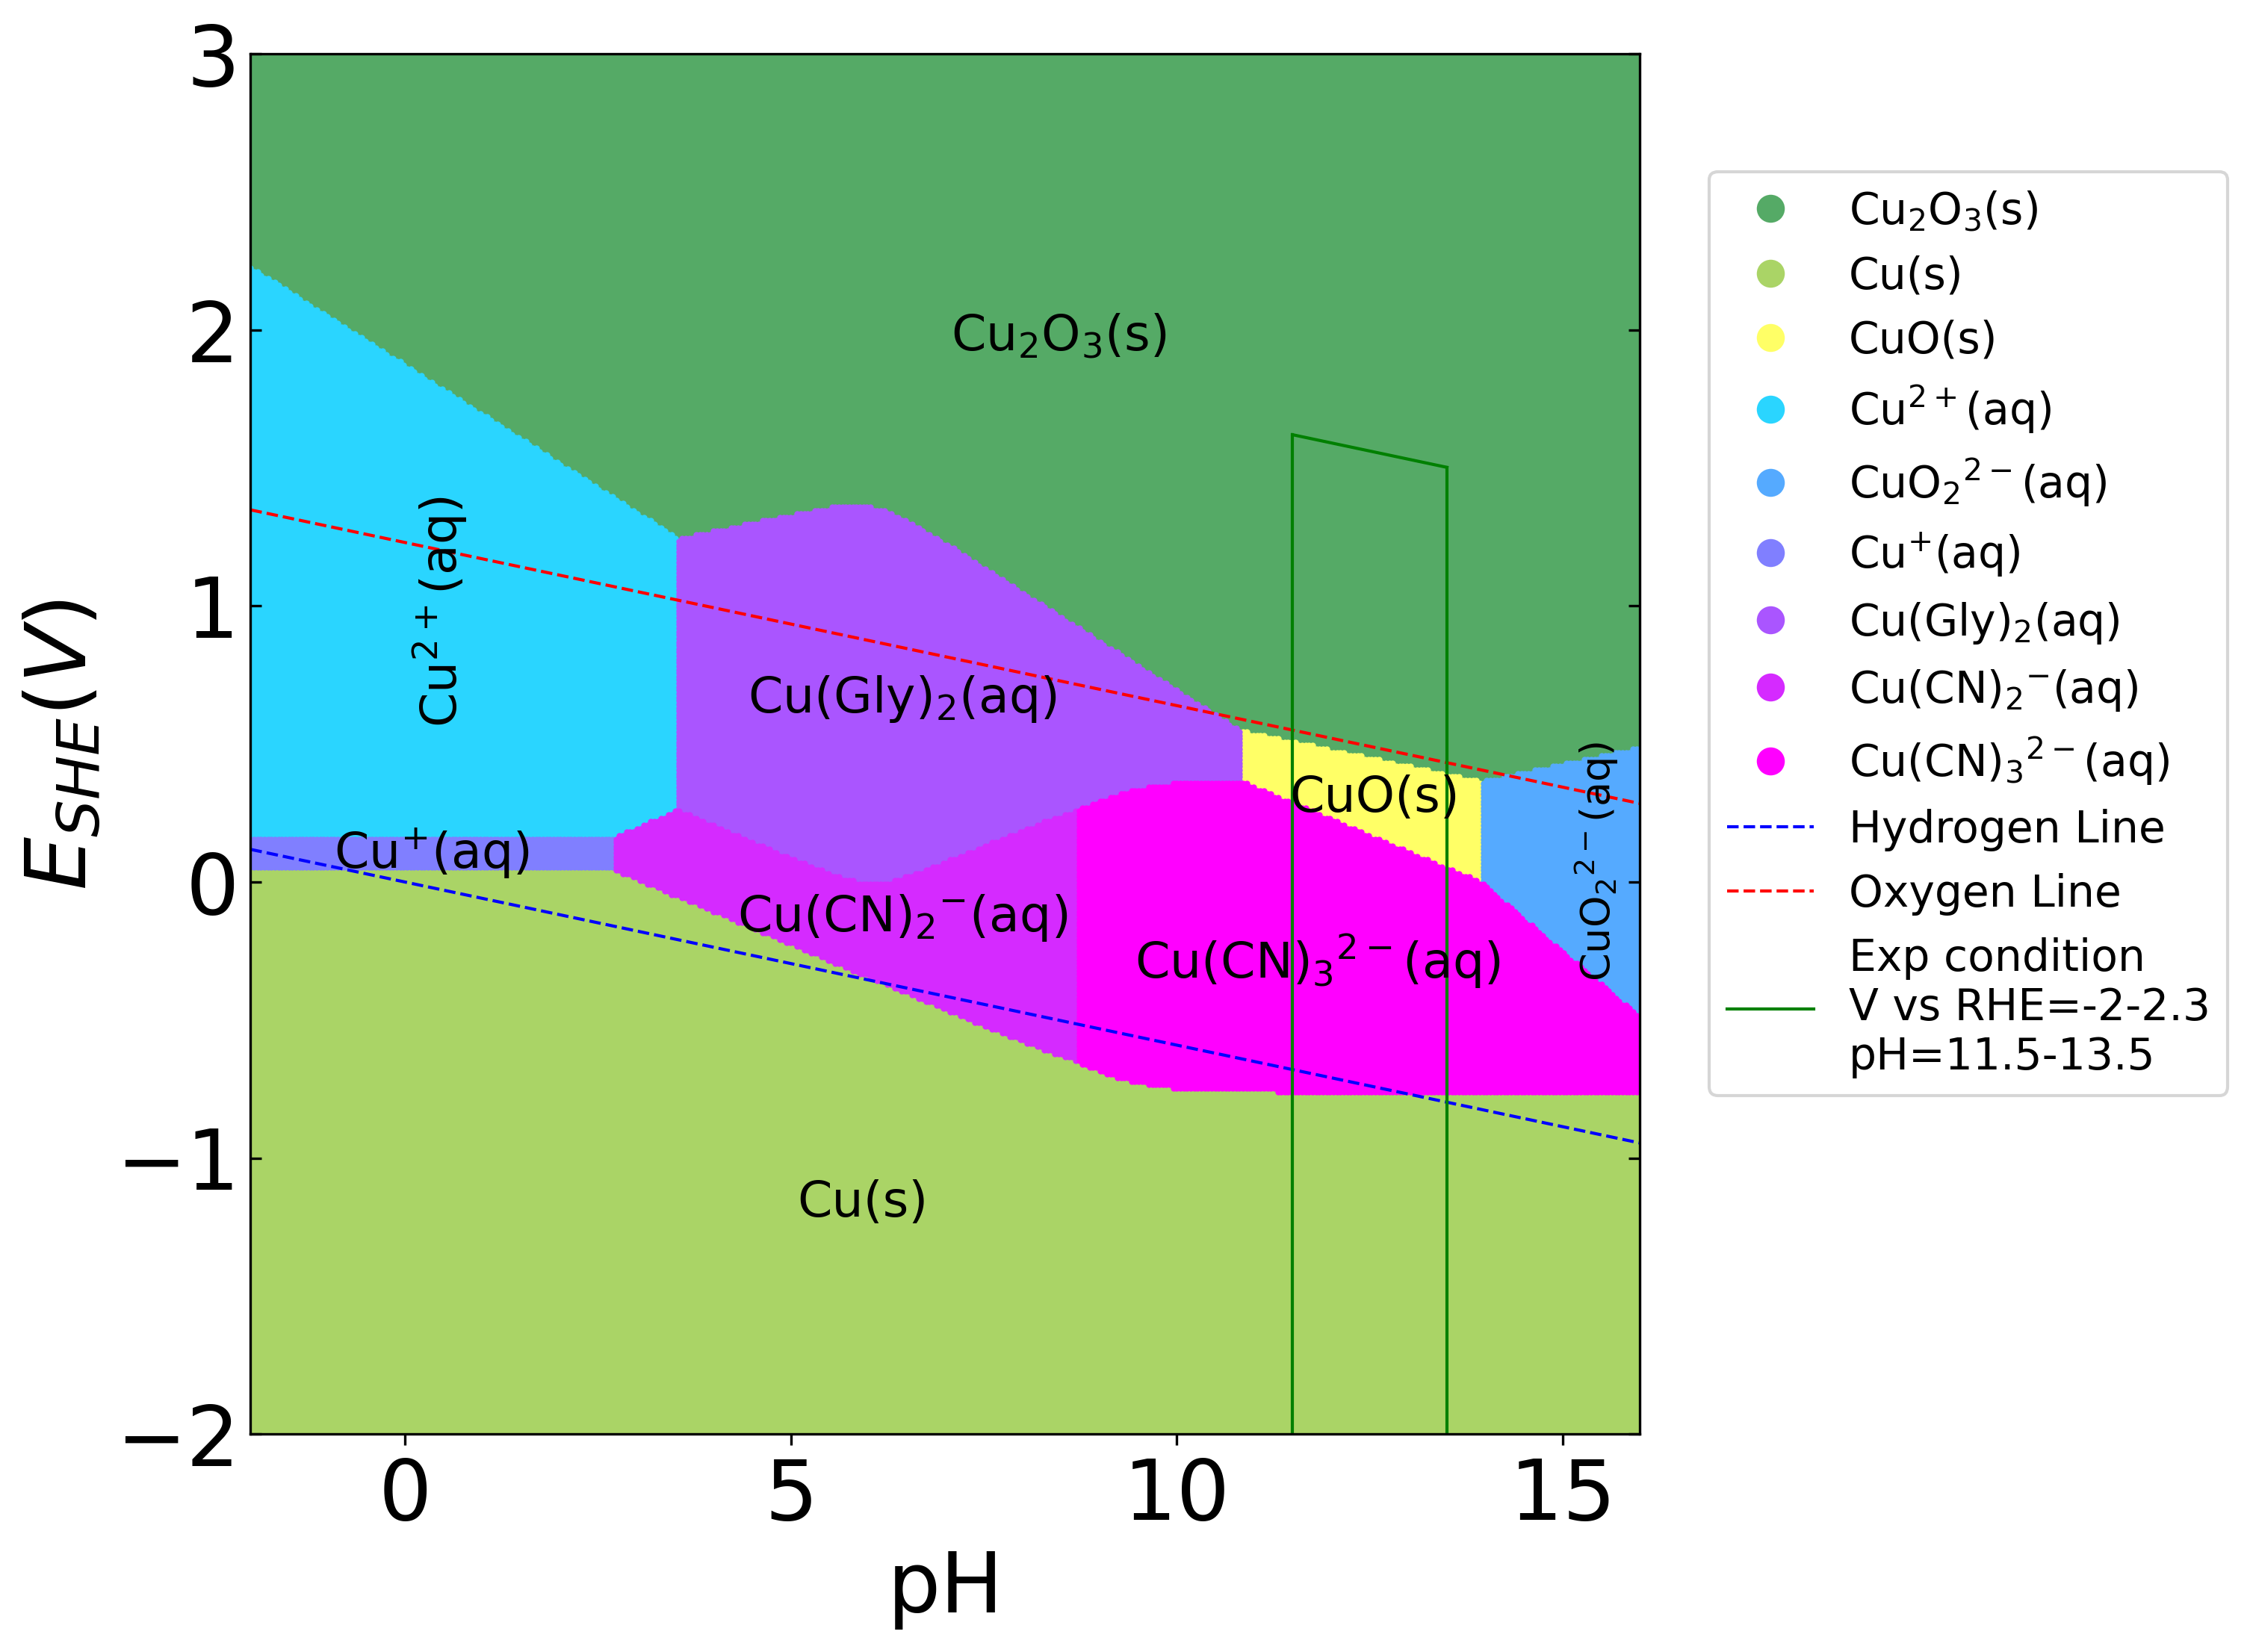 3
2
1
0
−1
−2
0 5 10 15
pH
E_{SHE}(V)
Cu₂O₃(s)
Cu²⁺(aq)
Cu(Gly)₂(aq)
CuO(s)
CuO₂²⁻(aq)
Cu⁺(aq)
Cu(CN)₂⁻(aq)
Cu(CN)₃²⁻(aq)
Cu(s)
Cu₂O₃(s)
Cu(s)
CuO(s)
Cu²⁺(aq)
CuO₂²⁻(aq)
Cu⁺(aq)
Cu(Gly)₂(aq)
Cu(CN)₂⁻(aq)
Cu(CN)₃²⁻(aq)
Hydrogen Line
Oxygen Line
Exp condition
V vs RHE=-2-2.3
pH=11.5-13.5